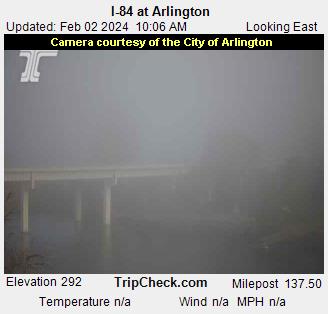 I-84 at Arlington
Updated: Feb 02 2024 10:06 AM Looking East
Camera courtesy of the City of Arlington
Elevation 292 TripCheck.com Milepost 137.50
Temperature n/a Wind n/a MPH n/a